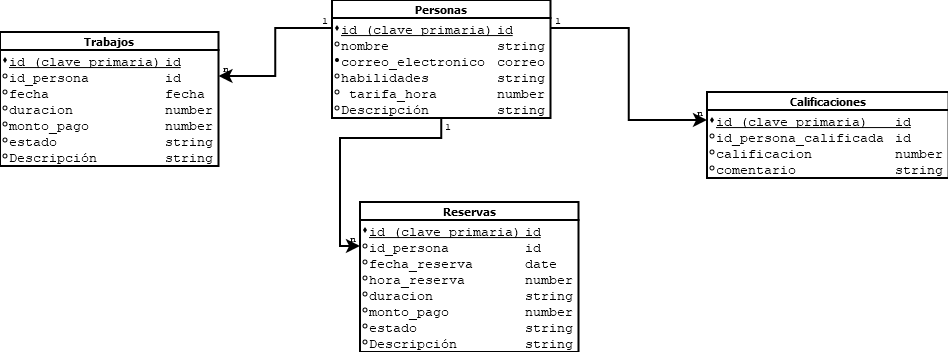 Personas
1
1
id (clave primaria) id
nombre string
correo_electronico correo
habilidades string
tarifa_hora number
Descripción string
1
Trabajos
n
id (clave primaria) id
id_persona id
fecha fecha
duracion number
monto_pago number
estado string
Descripción string
Calificaciones
n
id (clave primaria) id
id_persona_calificada id
calificacion number
comentario string
Reservas
n
id (clave primaria) id
id_persona id
fecha_reserva date
hora_reserva number
duracion string
monto_pago number
estado string
Descripción string